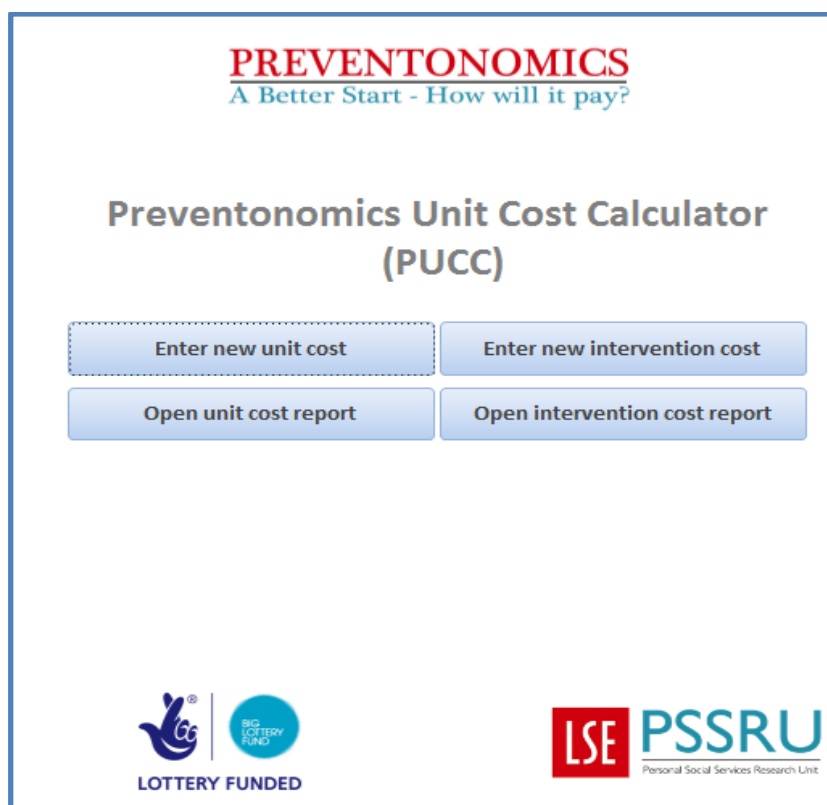 PREVENTONOMICS
A Better Start - How will it pay?
Preventonomics Unit Cost Calculator
(PUCC)
Enter new unit cost
Enter new intervention cost
Open unit cost report
Open intervention cost report
®
BIG
LOTTERY
FUND
LOTTERY FUNDED
LSE
PSSRU
Personal Social Services Research Unit